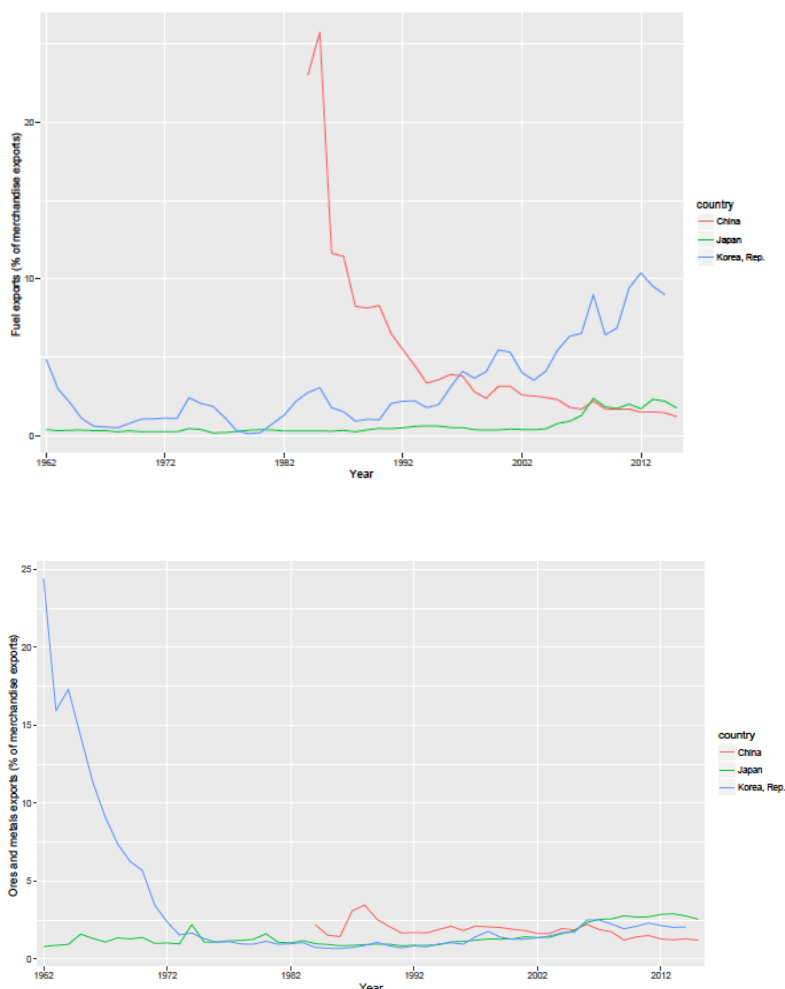 Fuel exports (% of merchandise exports)
20
10
0
1962 1972 1982 1992 2002 2012
Year
country
China
Japan
Korea, Rep.
Ores and metals exports (% of merchandise exports)
25
20
15
10
5
0
1962 1972 1982 1992 2002 2012
Year
country
China
Japan
Korea, Rep.